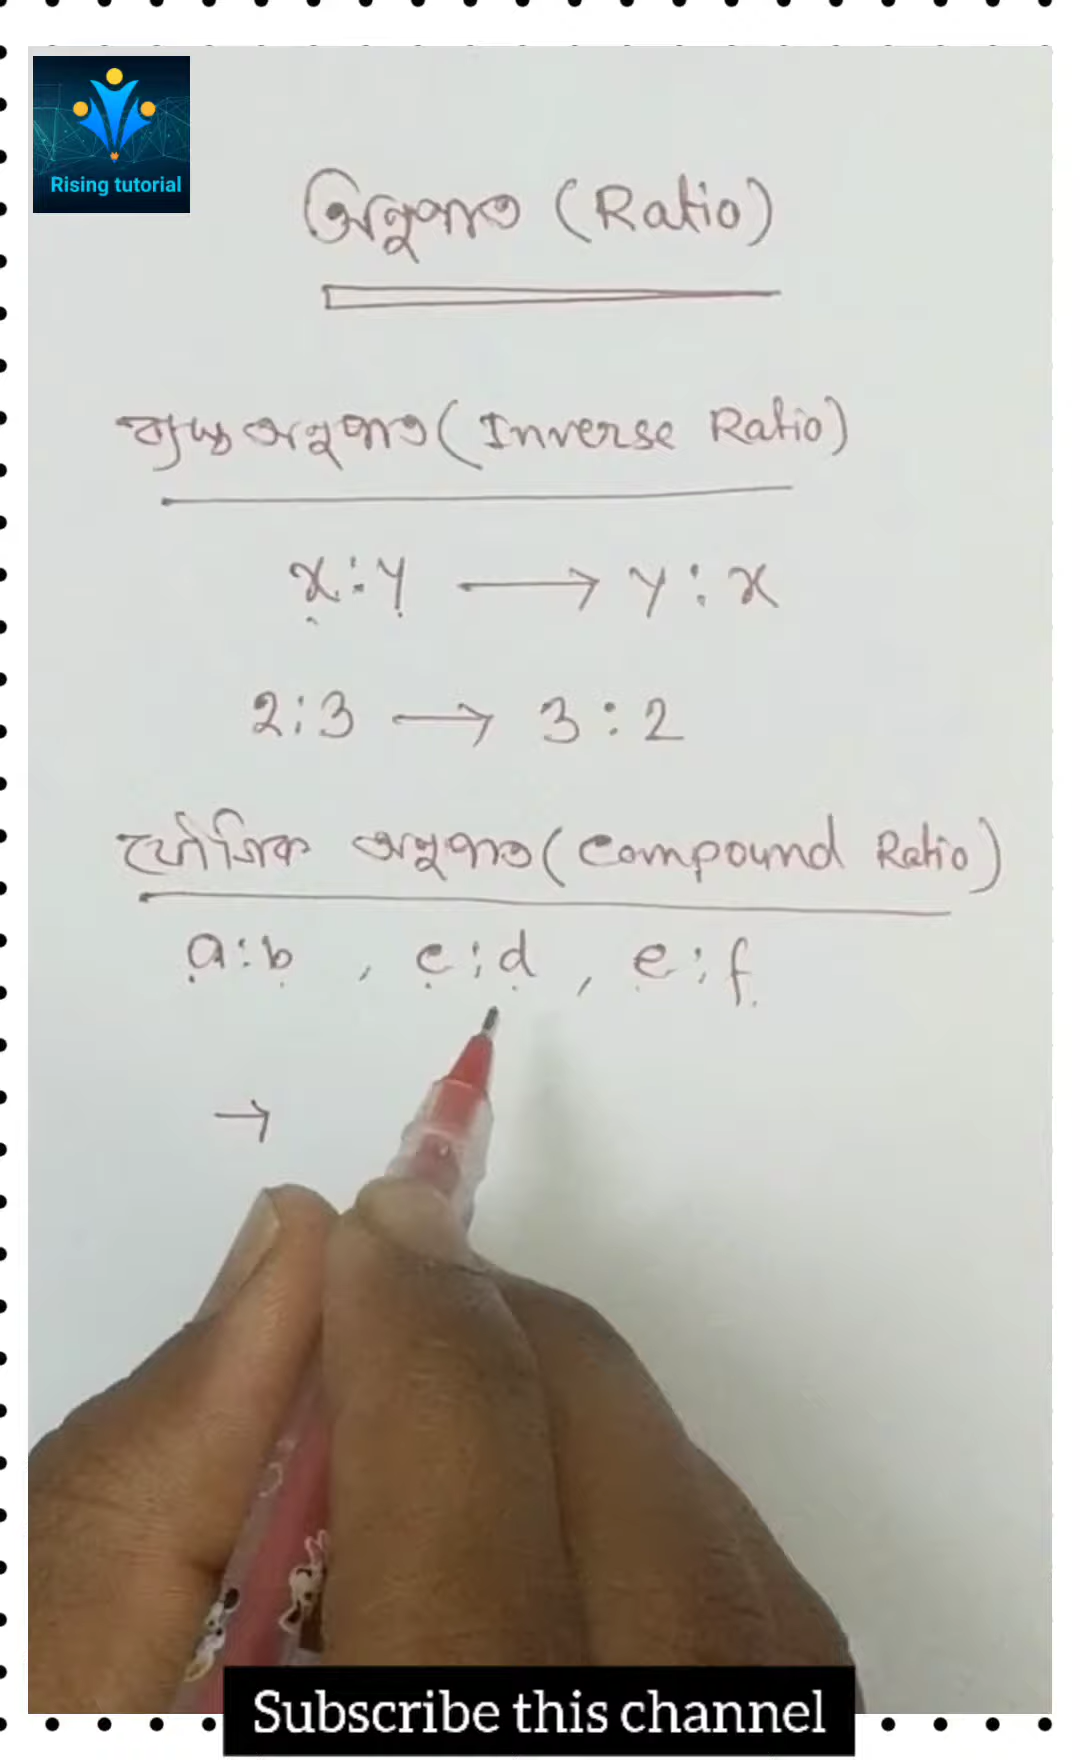 Rising tutorial
অনুপাত (Ratio)
ব্যস্ত অনুপাত (Inverse Ratio)
x : y → y : x
2 : 3 → 3 : 2
যৌগিক অনুপাত (Compound Ratio)
a : b , c : d , e : f
→
Subscribe this channel